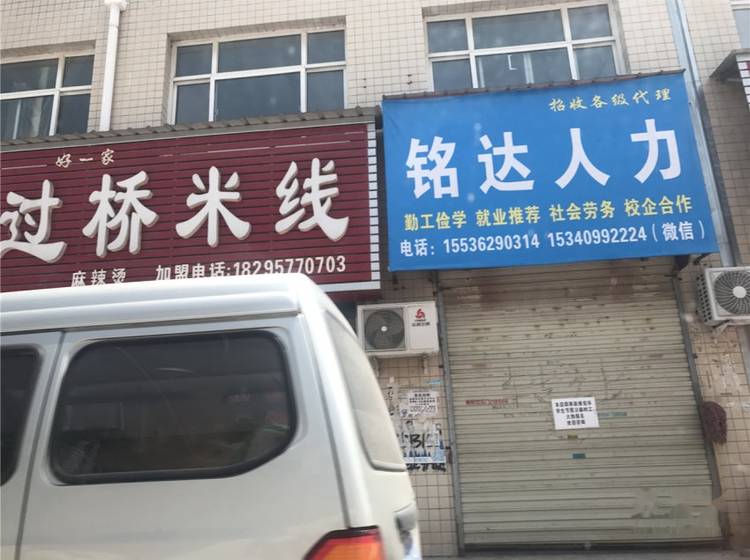 好一家
过桥米线
麻辣烫 加盟电话:18295770703
招收各级代理
铭达人力
勤工俭学 就业推荐 社会劳务 校企合作
电话：15536290314 15340992224（微信）